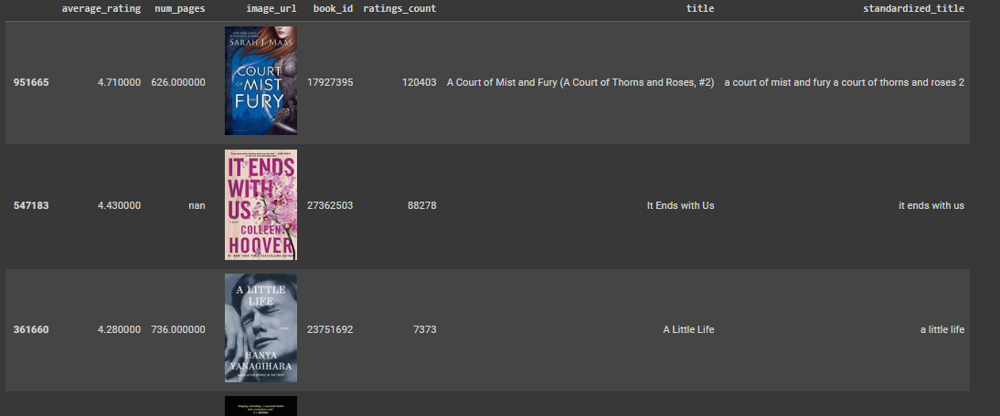 average_rating num_pages image_url book_id ratings_count title standardized_title
951665 4.710000 626.000000 17927395 120403 A Court of Mist and Fury (A Court of Thorns and Roses, #2) a court of mist and fury a court of thorns and roses 2
SARAH J. MAAS
COURT
OF MIST
FURY
547183 4.430000 nan 27362503 88278 It Ends with Us it ends with us
IT ENDS
WITH
US
COLLEEN
HOOVER
361660 4.280000 736.000000 23751692 7373 A Little Life a little life
A LITTLE
LIFE
HANYA
YANAGIHARA